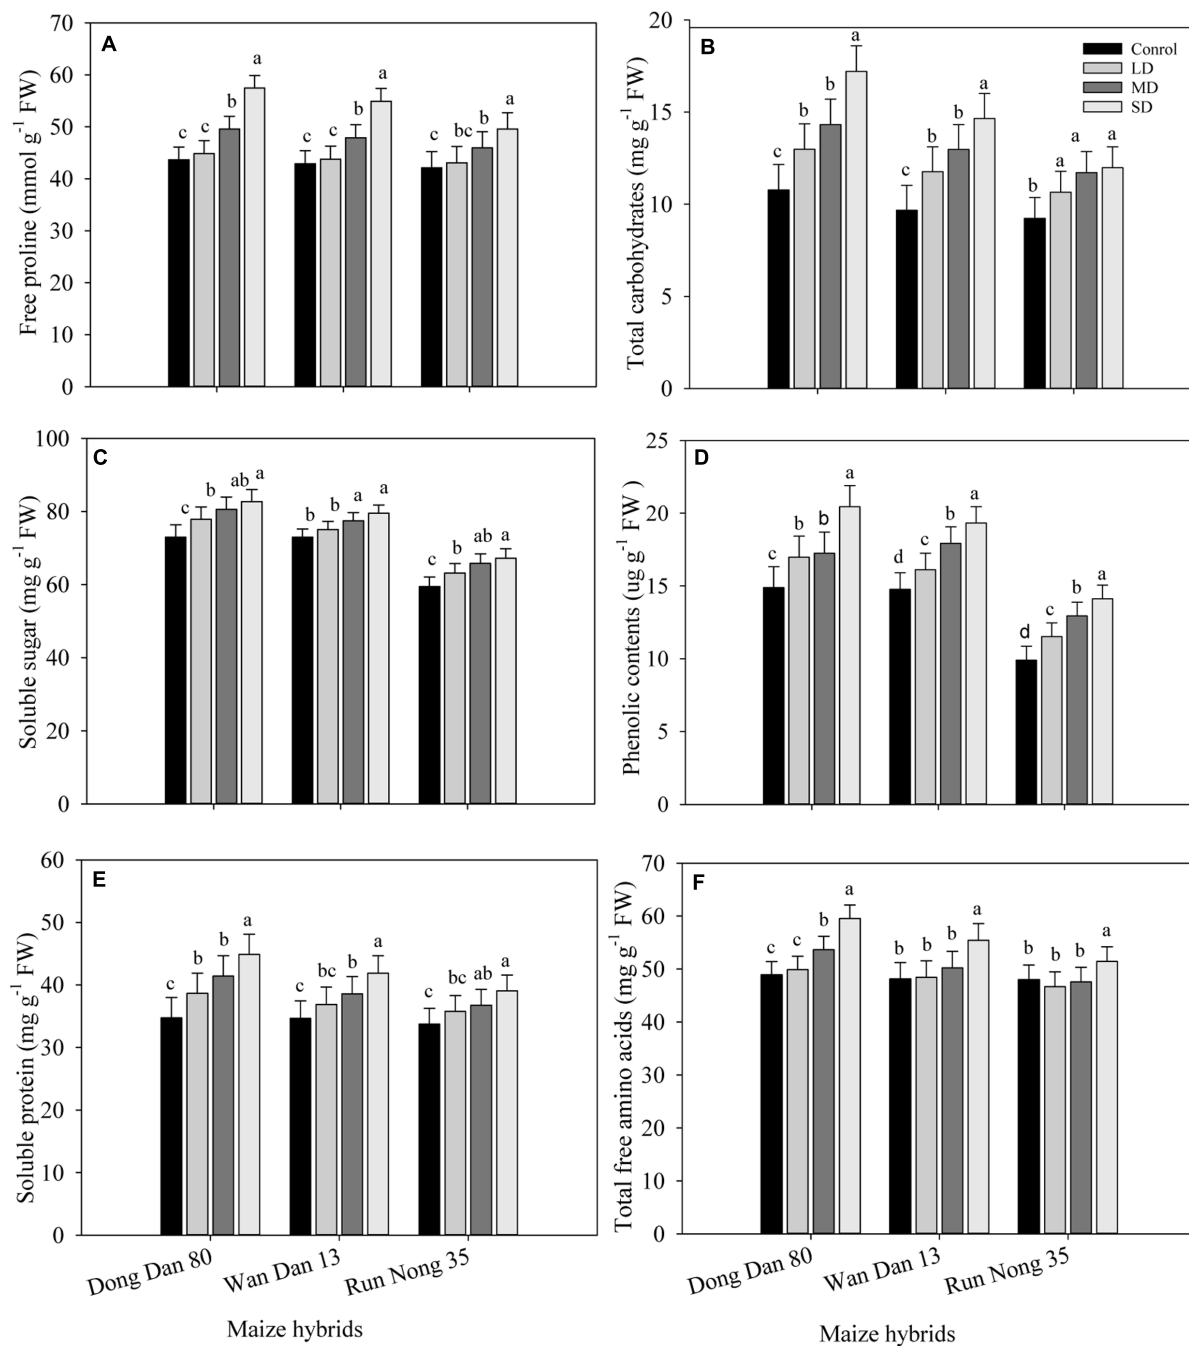 A
Free proline (mmol g⁻¹ FW)
70
60
50
40
30
20
10
0
c c b a
c c b a
c bc b a
B
Total carbohydrates (mg g⁻¹ FW)
20
15
10
5
0
c b b a
c b b a
b a a a
Conrol
LD
MD
SD
C
Soluble sugar (mg g⁻¹ FW)
100
80
60
40
20
0
c b ab a
b b a a
c b ab a
D
Phenolic contents (ug g⁻¹ FW )
25
20
15
10
5
0
c b b a
d c b a
d c b a
E
Soluble protein (mg g⁻¹ FW)
60
50
40
30
20
10
0
c b b a
c bc b a
c bc ab a
Dong Dan 80
Wan Dan 13
Run Nong 35
Maize hybrids
F
Total free amino acids (mg g⁻¹ FW)
70
60
50
40
30
20
10
0
c c b a
b b b a
b b b a
Dong Dan 80
Wan Dan 13
Run Nong 35
Maize hybrids